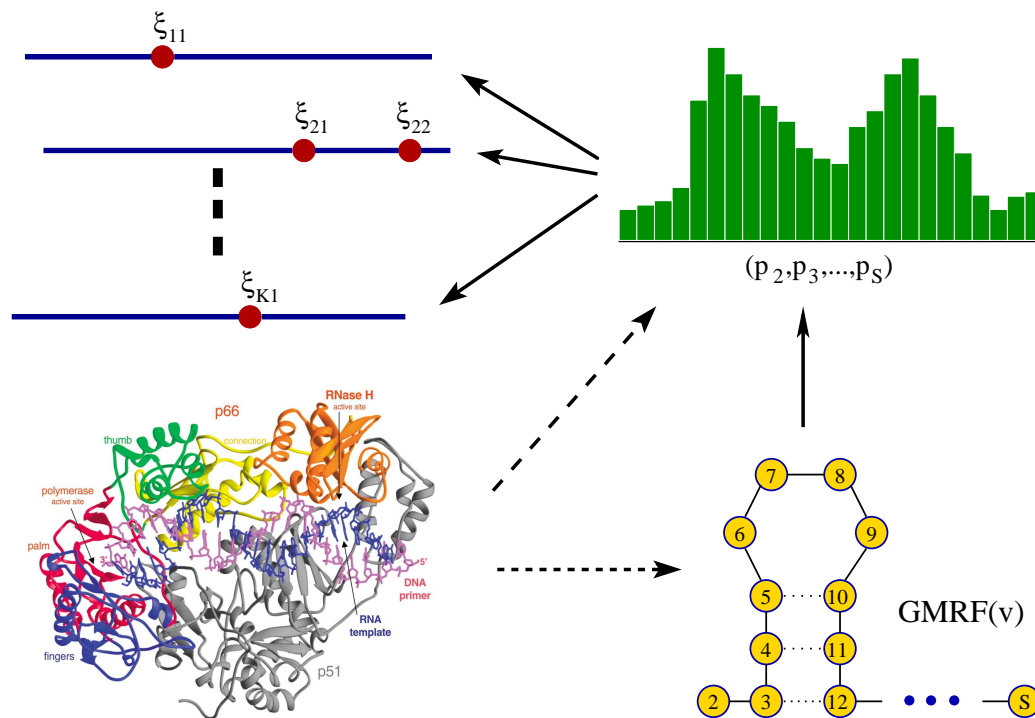 ξ11
ξ21 ξ22
ξK1
(p2,p3,...,pS)
RNase H
active site
p66
thumb
connection
polymerase
active site
palm
3'
5'
DNA
primer
RNA
template
fingers
p51
7 8
6 9
5 10
GMRF(v)
4 11
2 3 12 S